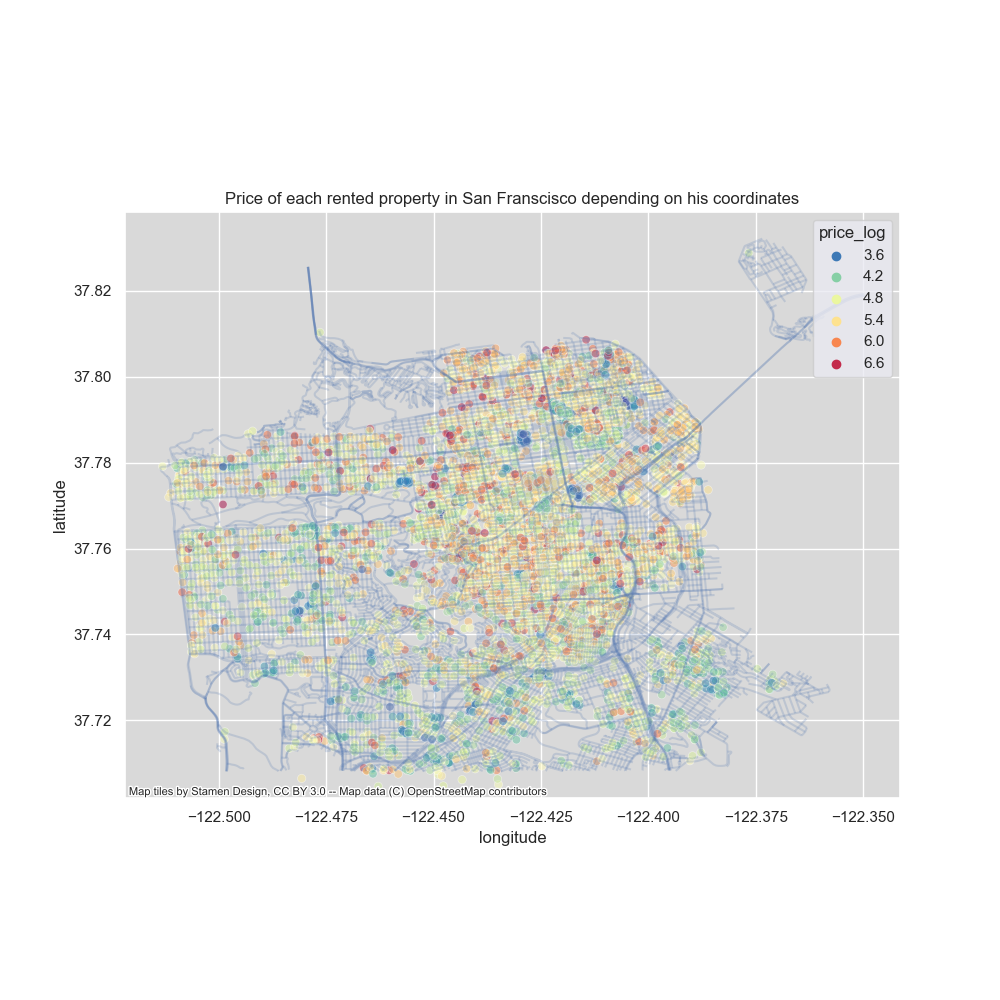 Price of each rented property in San Franscisco depending on his coordinates
price_log
3.6
4.2
4.8
5.4
6.0
6.6
37.82
37.80
37.78
37.76
37.74
37.72
latitude
Map tiles by Stamen Design, CC BY 3.0 -- Map data (C) OpenStreetMap contributors
−122.500 −122.475 −122.450 −122.425 −122.400 −122.375 −122.350
longitude